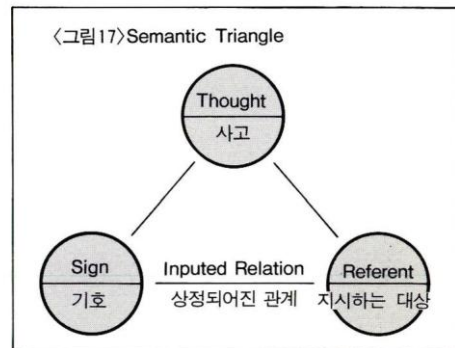 〈그림17〉Semantic Triangle
Thought
사고
Sign
기호
Inputed Relation
상정되어진 관계
Referent
지시하는 대상